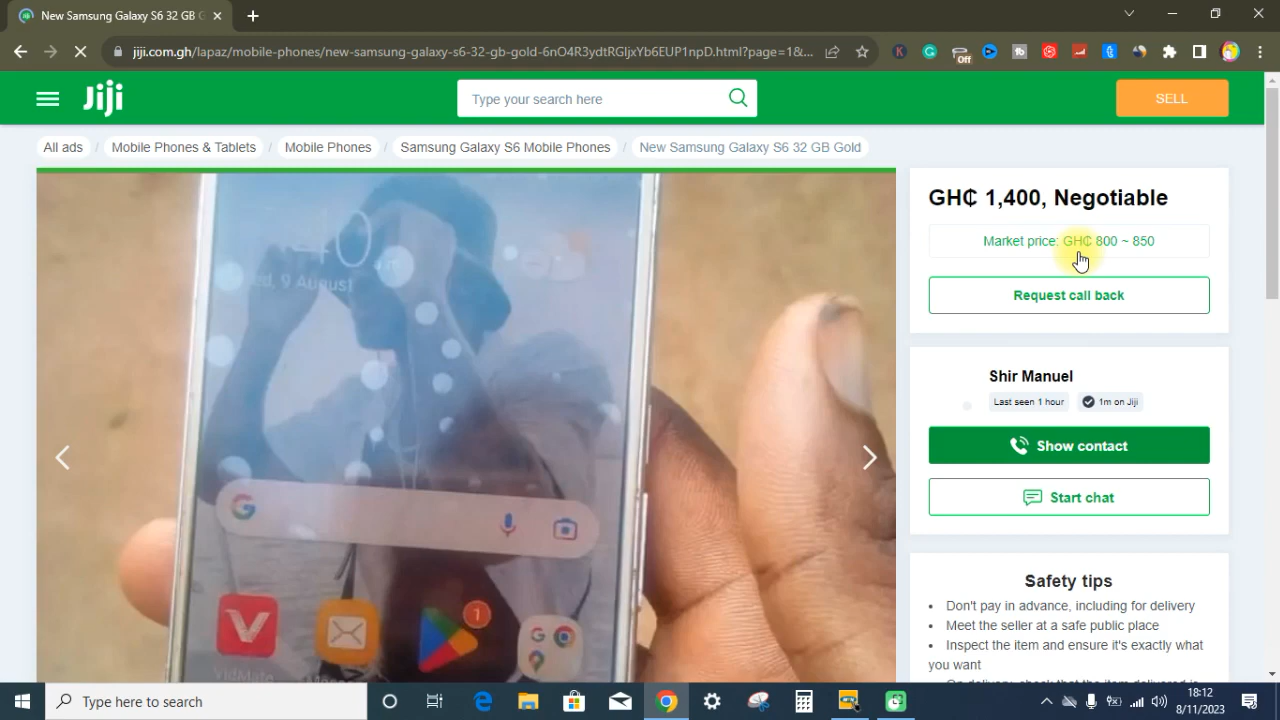 New Samsung Galaxy S6 32 GB G
jiji.com.gh/lapaz/mobile-phones/new-samsung-galaxy-s6-32-gb-gold-6nO4R3ydtRGljxYb6EUP1npD.html?page=1&...
Off
JiJi
Type your search here
SELL
All ads / Mobile Phones & Tablets / Mobile Phones / Samsung Galaxy S6 Mobile Phones / New Samsung Galaxy S6 32 GB Gold
GH₵ 1,400, Negotiable
Market price: GH₵ 800 ~ 850
Request call back
Shir Manuel
Last seen 1 hour
1m on Jiji
Show contact
Start chat
Safety tips
• Don't pay in advance, including for delivery
• Meet the seller at a safe public place
• Inspect the item and ensure it's exactly what
you want
9 August
1
VidMate
Type here to search
18:12
8/11/2023